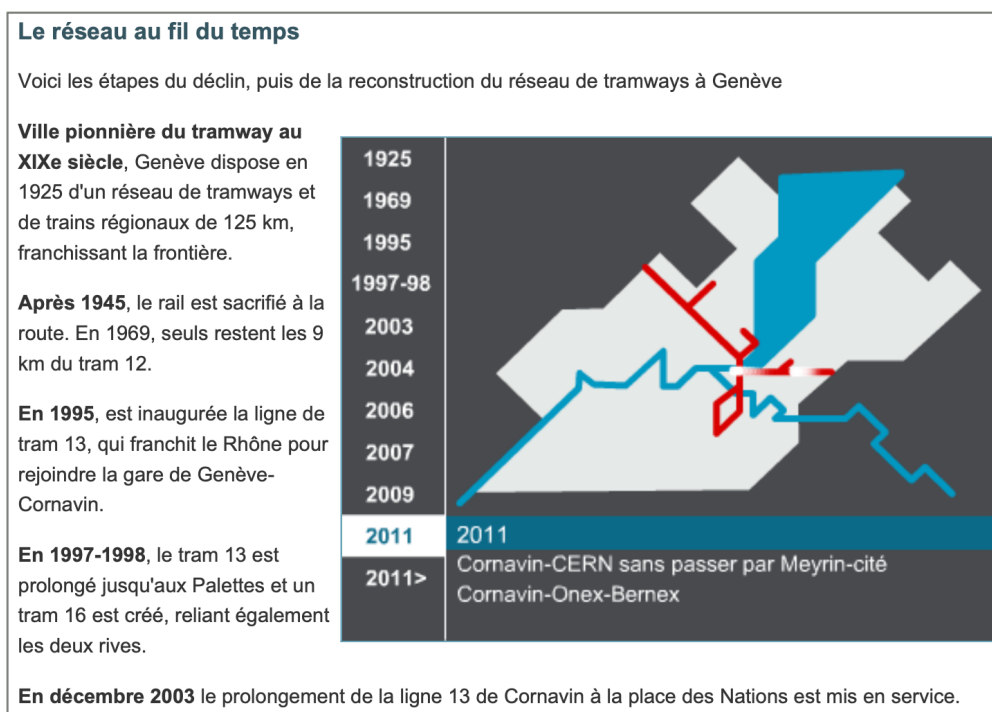 Le réseau au fil du temps
Voici les étapes du déclin, puis de la reconstruction du réseau de tramways à Genève
Ville pionnière du tramway au
XIXe siècle, Genève dispose en
1925 d'un réseau de tramways et
de trains régionaux de 125 km,
franchissant la frontière.
Après 1945, le rail est sacrifié à la
route. En 1969, seuls restent les 9
km du tram 12.
En 1995, est inaugurée la ligne de
tram 13, qui franchit le Rhône pour
rejoindre la gare de Genève-
Cornavin.
En 1997-1998, le tram 13 est
prolongé jusqu'aux Palettes et un
tram 16 est créé, reliant également
les deux rives.
1925
1969
1995
1997-98
2003
2004
2006
2007
2009
2011
2011>
2011
Cornavin-CERN sans passer par Meyrin-cité
Cornavin-Onex-Bernex
En décembre 2003 le prolongement de la ligne 13 de Cornavin à la place des Nations est mis en service.